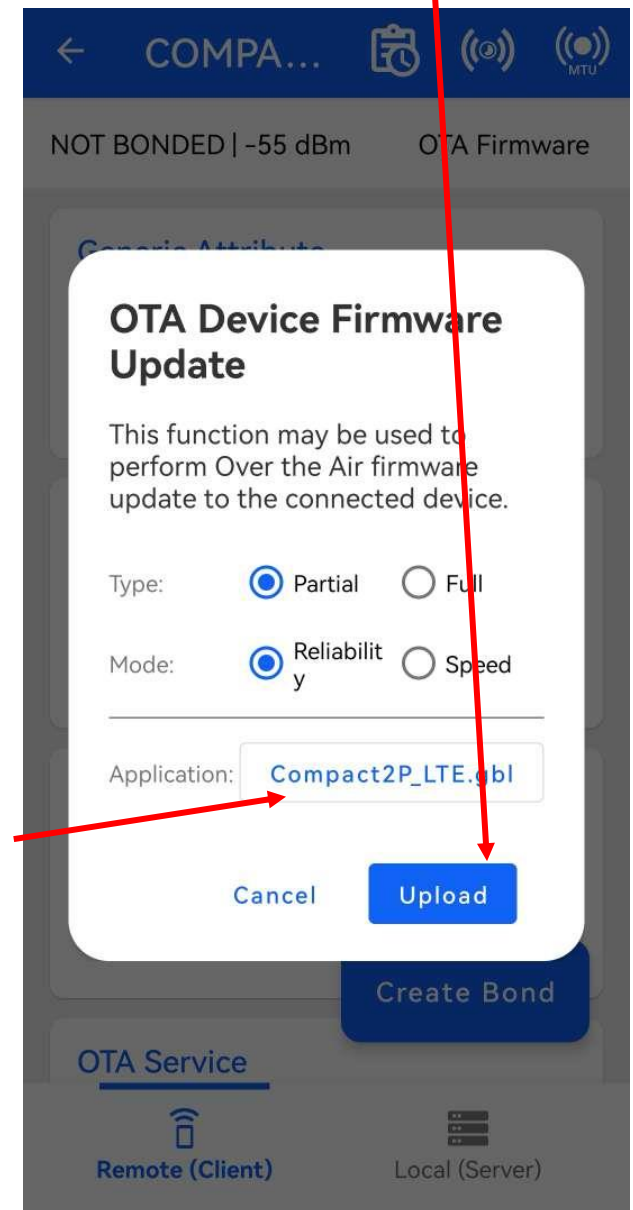 COMPA...
MTU
NOT BONDED | -55 dBm OTA Firmware
Generic Attribute
OTA Device Firmware
Update
This function may be used to
perform Over the Air firmware
update to the connected device.
Type: Partial Full
Mode: Reliabilit
y Speed
Application: Compact2P_LTE.gbl
Cancel Upload
Create Bond
OTA Service
Remote (Client) Local (Server)